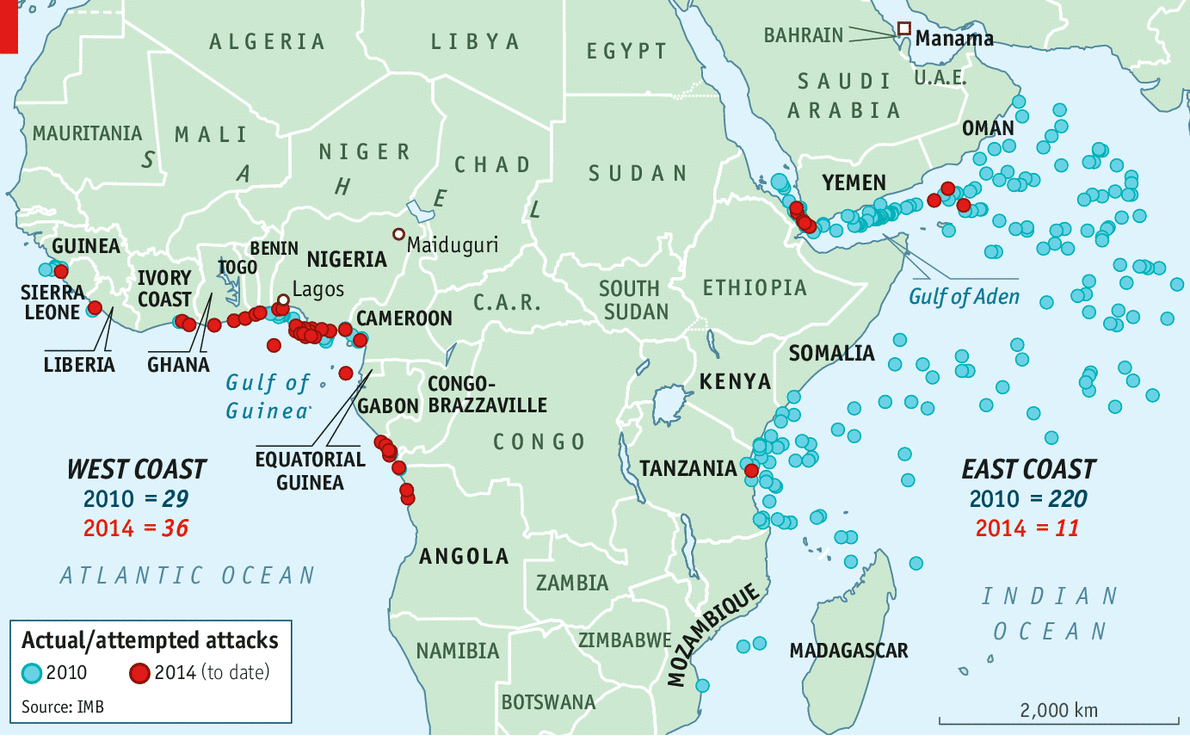 ALGERIA
LIBYA
EGYPT
BAHRAIN
Manama
SAUDI
ARABIA
U.A.E.
MAURITANIA
MALI
NIGER
CHAD
SUDAN
OMAN
YEMEN
SAHEL
GUINEA
SIERRA
LEONE
LIBERIA
IVORY
COAST
GHANA
TOGO
BENIN
NIGERIA
Maiduguri
Lagos
CAMEROON
C.A.R.
SOUTH
SUDAN
ETHIOPIA
Gulf of Aden
SOMALIA
KENYA
Gulf of
Guinea
GABON
CONGO-
BRAZZAVILLE
CONGO
EQUATORIAL
GUINEA
TANZANIA
WEST COAST
2010 = 29
2014 = 36
EAST COAST
2010 = 220
2014 = 11
ATLANTIC OCEAN
ANGOLA
ZAMBIA
ZIMBABWE
MOZAMBIQUE
NAMIBIA
BOTSWANA
MADAGASCAR
INDIAN
OCEAN
Actual/attempted attacks
2010
2014 (to date)
Source: IMB
2,000 km